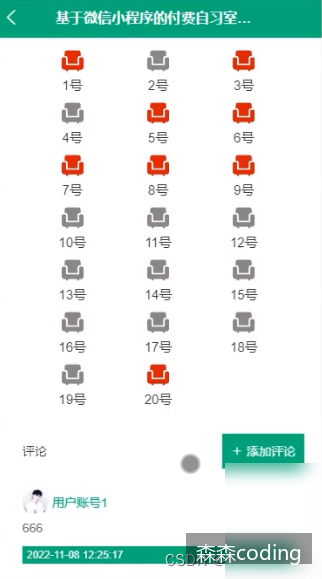 基于微信小程序的付费自习室...
1号 2号 3号
4号 5号 6号
7号 8号 9号
10号 11号 12号
13号 14号 15号
16号 17号 18号
19号 20号
评论
+ 添加评论
用户账号1
666
2022-11-08 12:25:17
森森coding